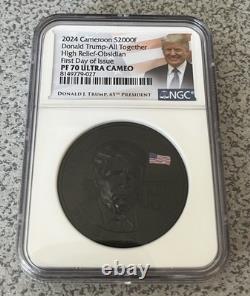 2024 Cameroon S2000F
Donald Trump-All Together
High Relief-Obsidian
First Day of Issue
PF 70 ULTRA CAMEO
8149779-027
NGC
DONALD J. TRUMP, 45TH PRESIDENT
ebay